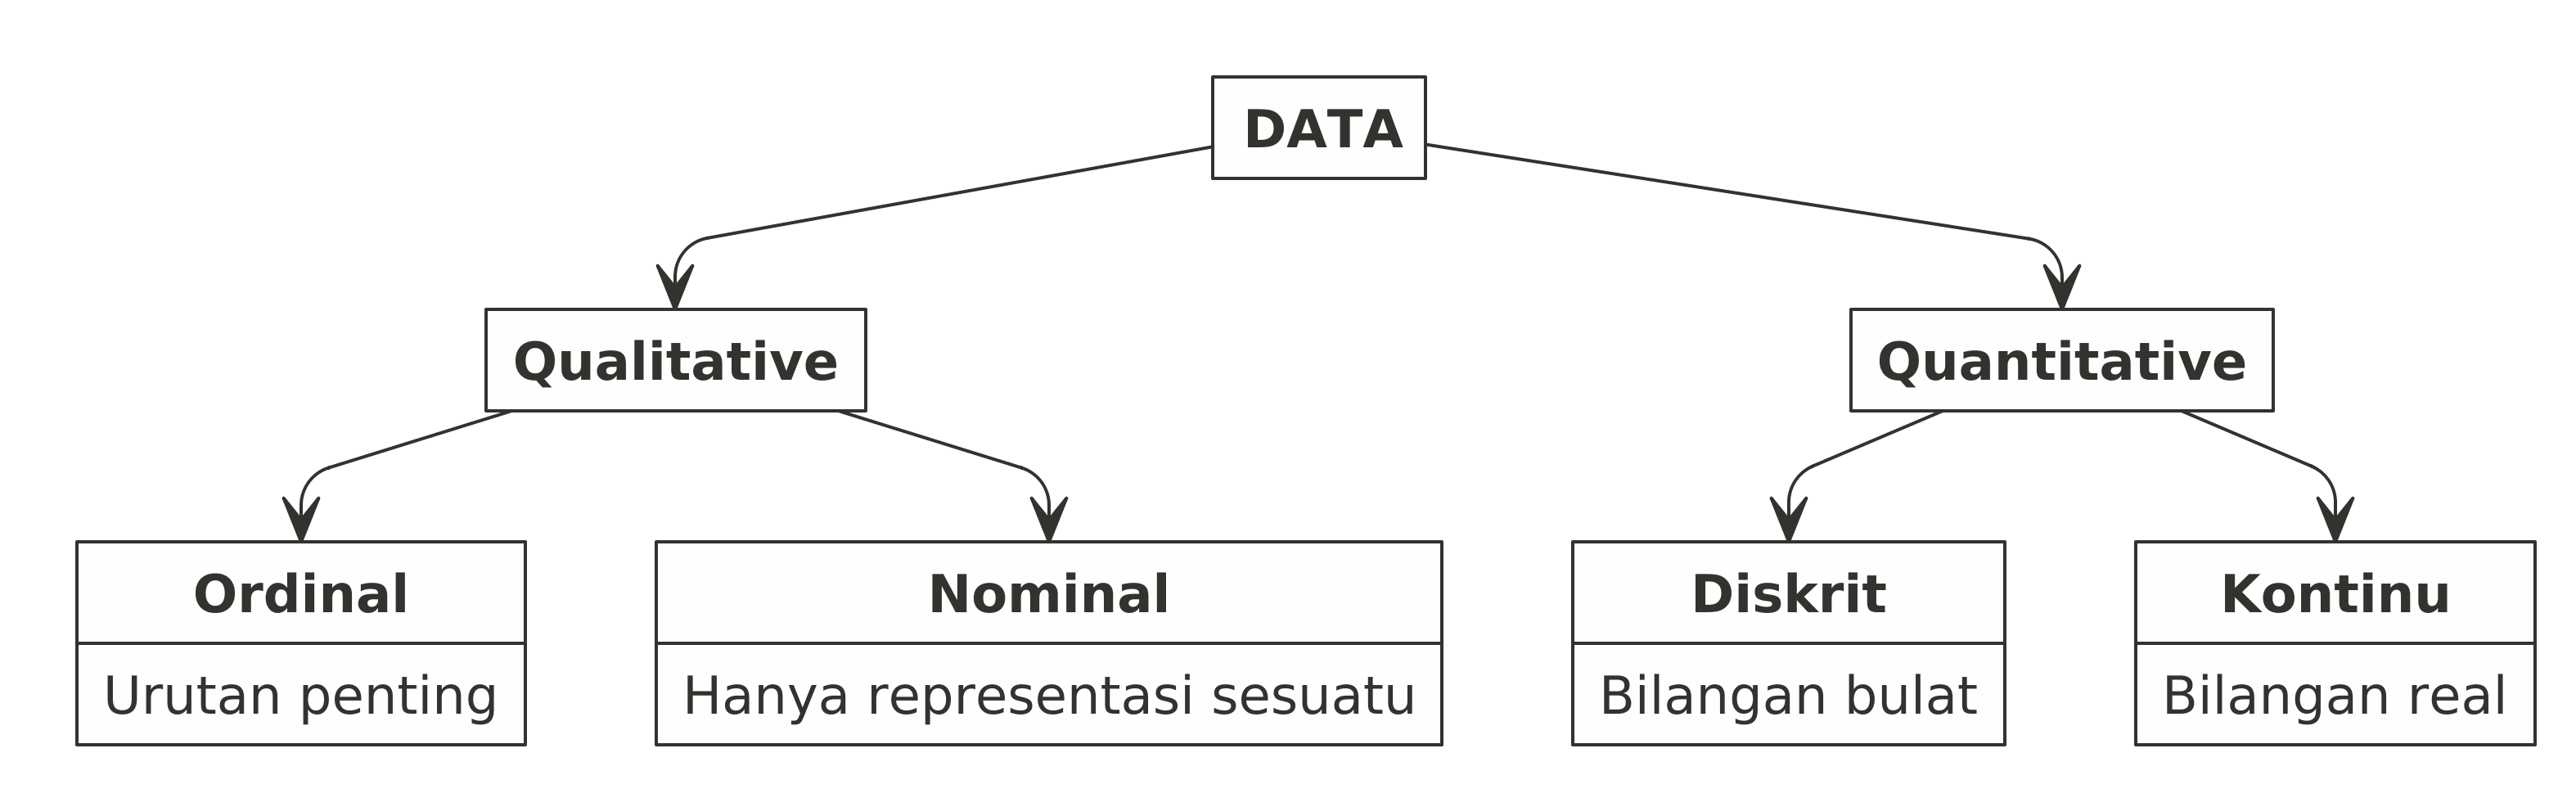 DATA
Qualitative
Quantitative
Ordinal
Urutan penting
Nominal
Hanya representasi sesuatu
Diskrit
Bilangan bulat
Kontinu
Bilangan real